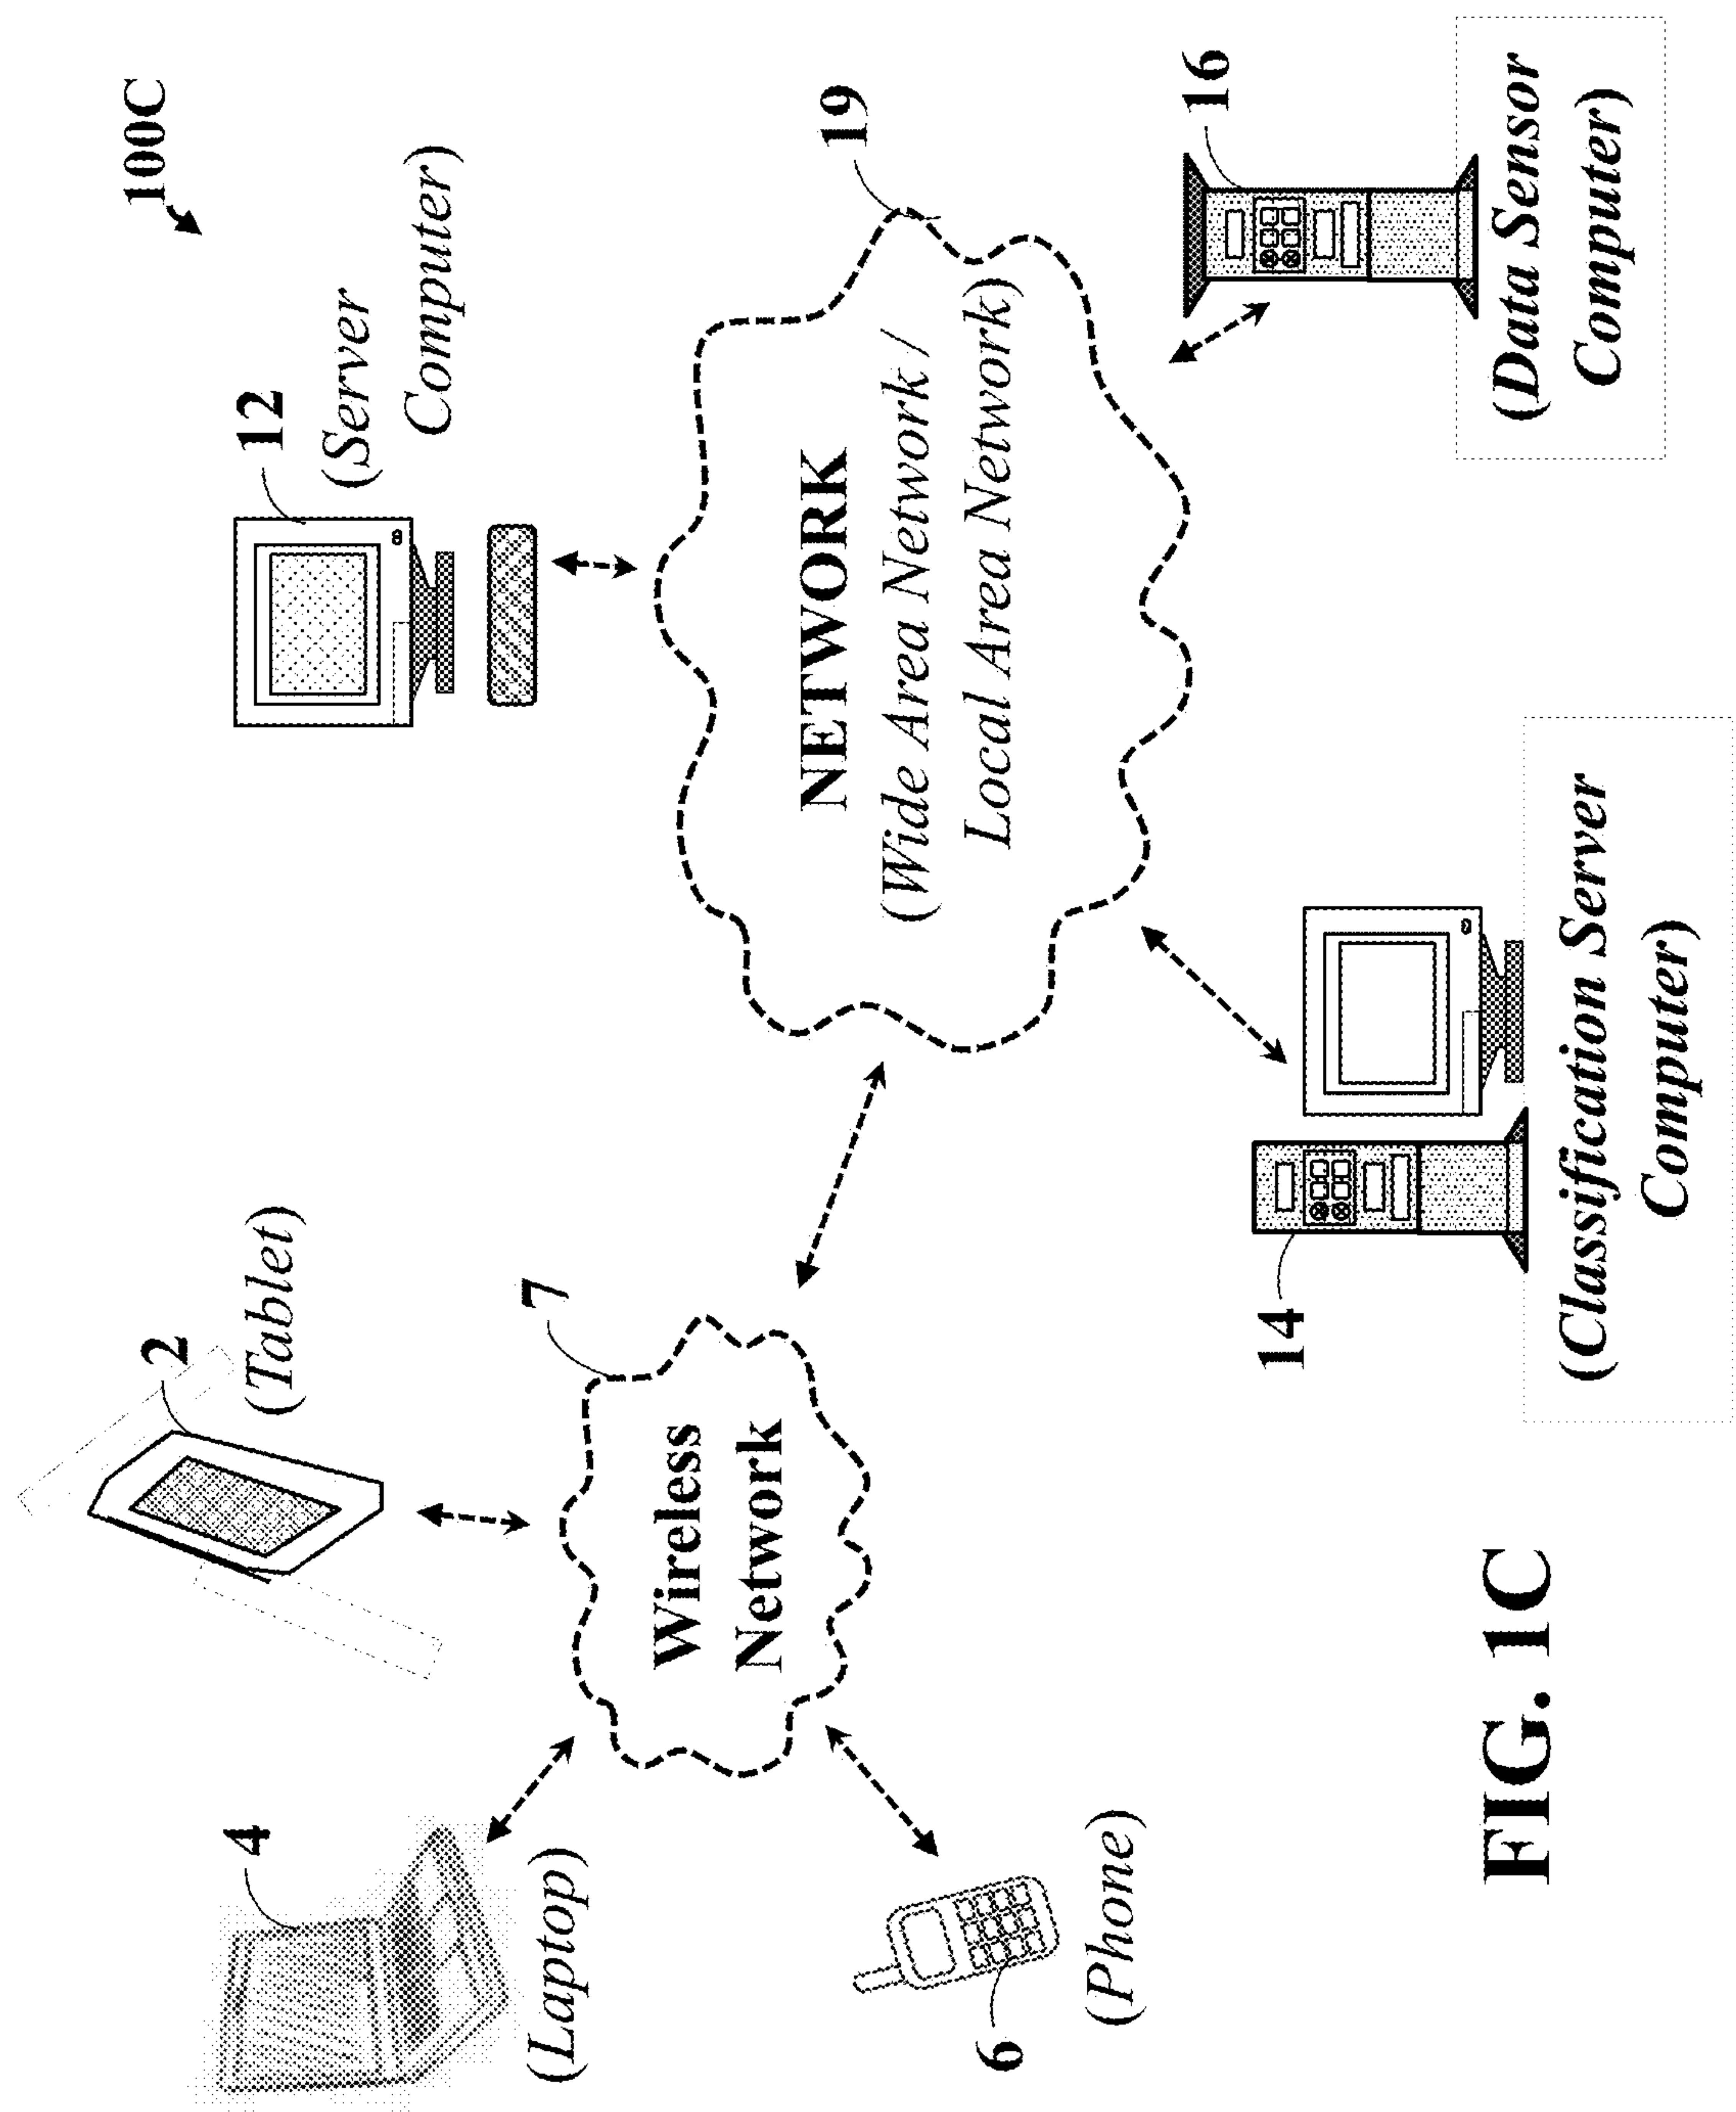 100C
12
(Server
Computer)
2
(Tablet)
4
(Laptop)
7
Wireless
Network
19
NETWORK
(Wide Area Network /
Local Area Network)
6
(Phone)
14
(Classification Server
Computer)
16
(Data Sensor
Computer)
FIG. 1C